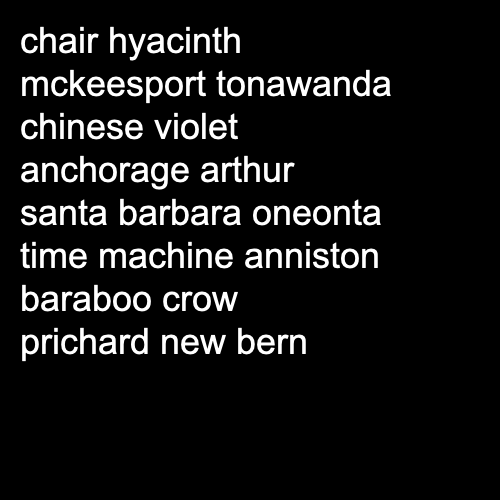 chair hyacinth
mckeesport tonawanda
chinese violet
anchorage arthur
santa barbara oneonta
time machine anniston
baraboo crow
prichard new bern